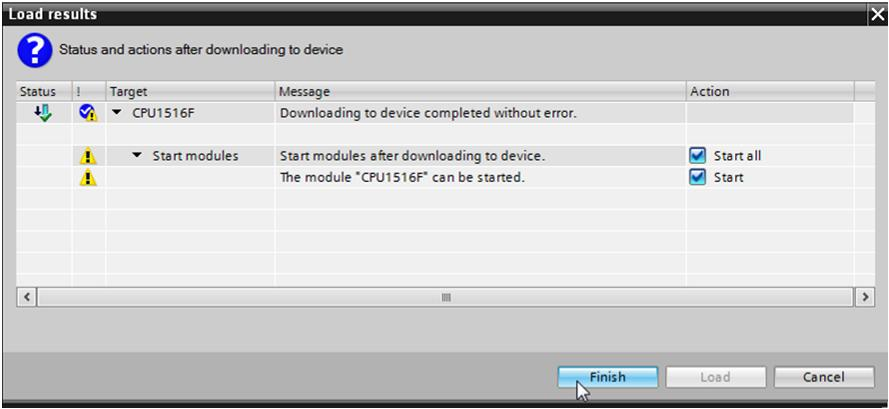 Load results
Status and actions after downloading to device
Status ! Target Message Action
CPU1516F Downloading to device completed without error.
Start modules Start modules after downloading to device. Start all
The module "CPU1516F" can be started. Start
Finish Load Cancel